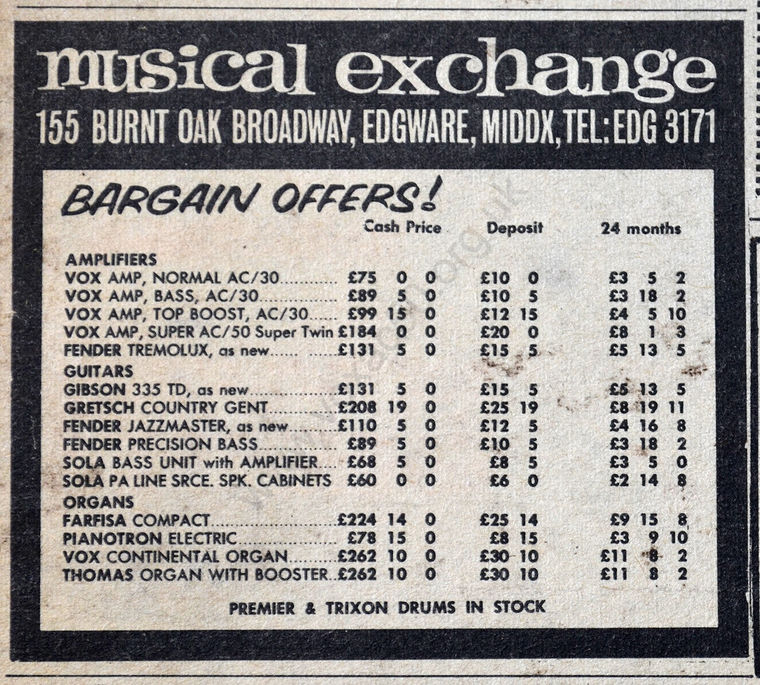 musical exchange
155 BURNT OAK BROADWAY, EDGWARE, MIDDX, TEL: EDG 3171
BARGAIN OFFERS!
Cash Price Deposit 24 months
AMPLIFIERS
VOX AMP, NORMAL AC/30........... £75 0 0 £10 0 £3 5 2
VOX AMP, BASS, AC/30.............. £89 5 0 £10 5 £3 18 2
VOX AMP, TOP BOOST, AC/30...... £99 15 0 £12 15 £4 5 10
VOX AMP, SUPER AC/50 Super Twin £184 0 0 £20 0 £8 1 3
FENDER TREMOLUX, as new...... ...... £131 5 0 £15 5 £5 13 5
GUITARS
GIBSON 335 TD, as new.............. £131 5 0 £15 5 £5 13 5
GRETSCH COUNTRY GENT........... £208 19 0 £25 19 £8 19 11
FENDER JAZZMASTER, as new........ £110 5 0 £12 5 £4 16 8
FENDER PRECISION BASS.............. £89 5 0 £10 5 £3 18 2
SOLA BASS UNIT with AMPLIFIER.... £68 5 0 £8 5 £3 5 0
SOLA PA LINE SRCE. SPK. CABINETS £60 0 0 £6 0 £2 14 8
ORGANS
FARFISA COMPACT..................... £224 14 0 £25 14 £9 15 8
PIANOTRON ELECTRIC................. £78 15 0 £8 15 £3 9 10
VOX CONTINENTAL ORGAN......... £262 10 0 £30 10 £11 8 2
THOMAS ORGAN WITH BOOSTER.. £262 10 0 £30 10 £11 8 2
PREMIER & TRIXON DRUMS IN STOCK